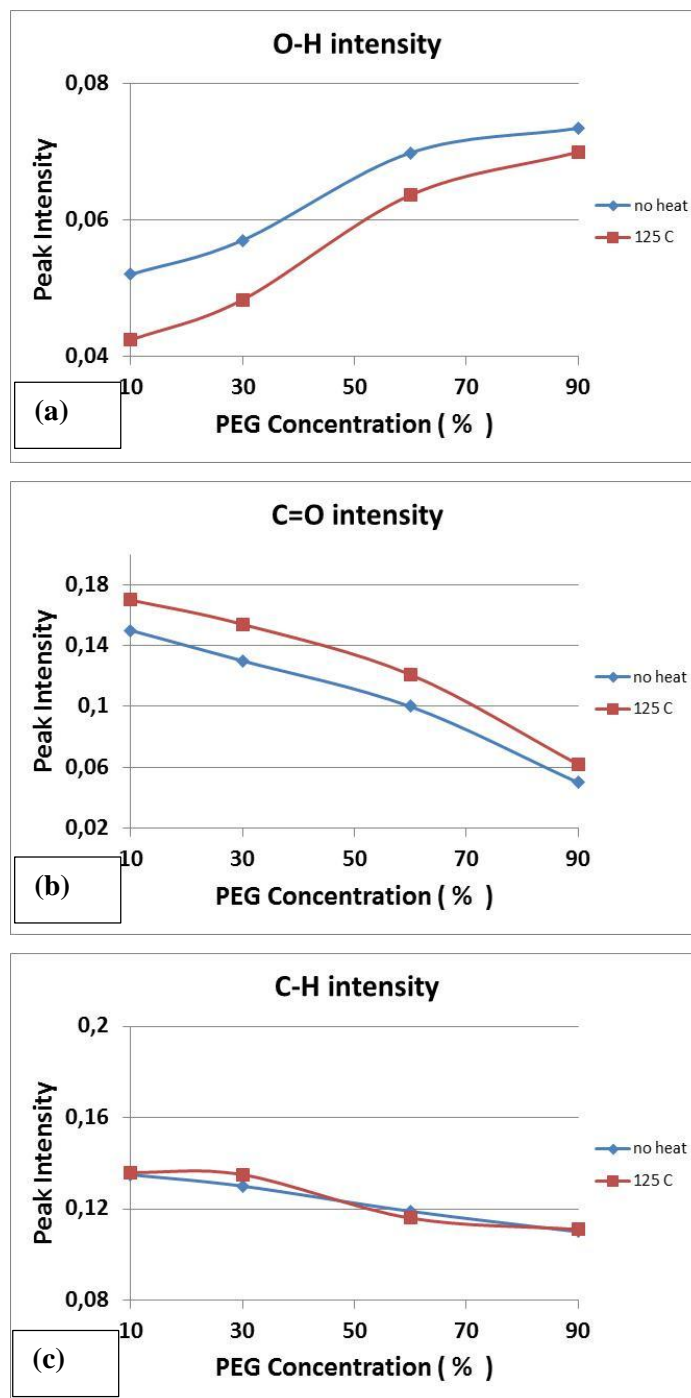 O-H intensity
0,08
0,06
0,04
Peak Intensity
10 30 50 70 90
PEG Concentration ( % )
no heat
125 C
(a)
C=O intensity
0,18
0,14
0,1
0,06
0,02
Peak Intensity
10 30 50 70 90
PEG Concentration ( % )
no heat
125 C
(b)
C-H intensity
0,2
0,16
0,12
0,08
Peak Intensity
10 30 50 70 90
PEG Concentration ( % )
no heat
125 C
(c)